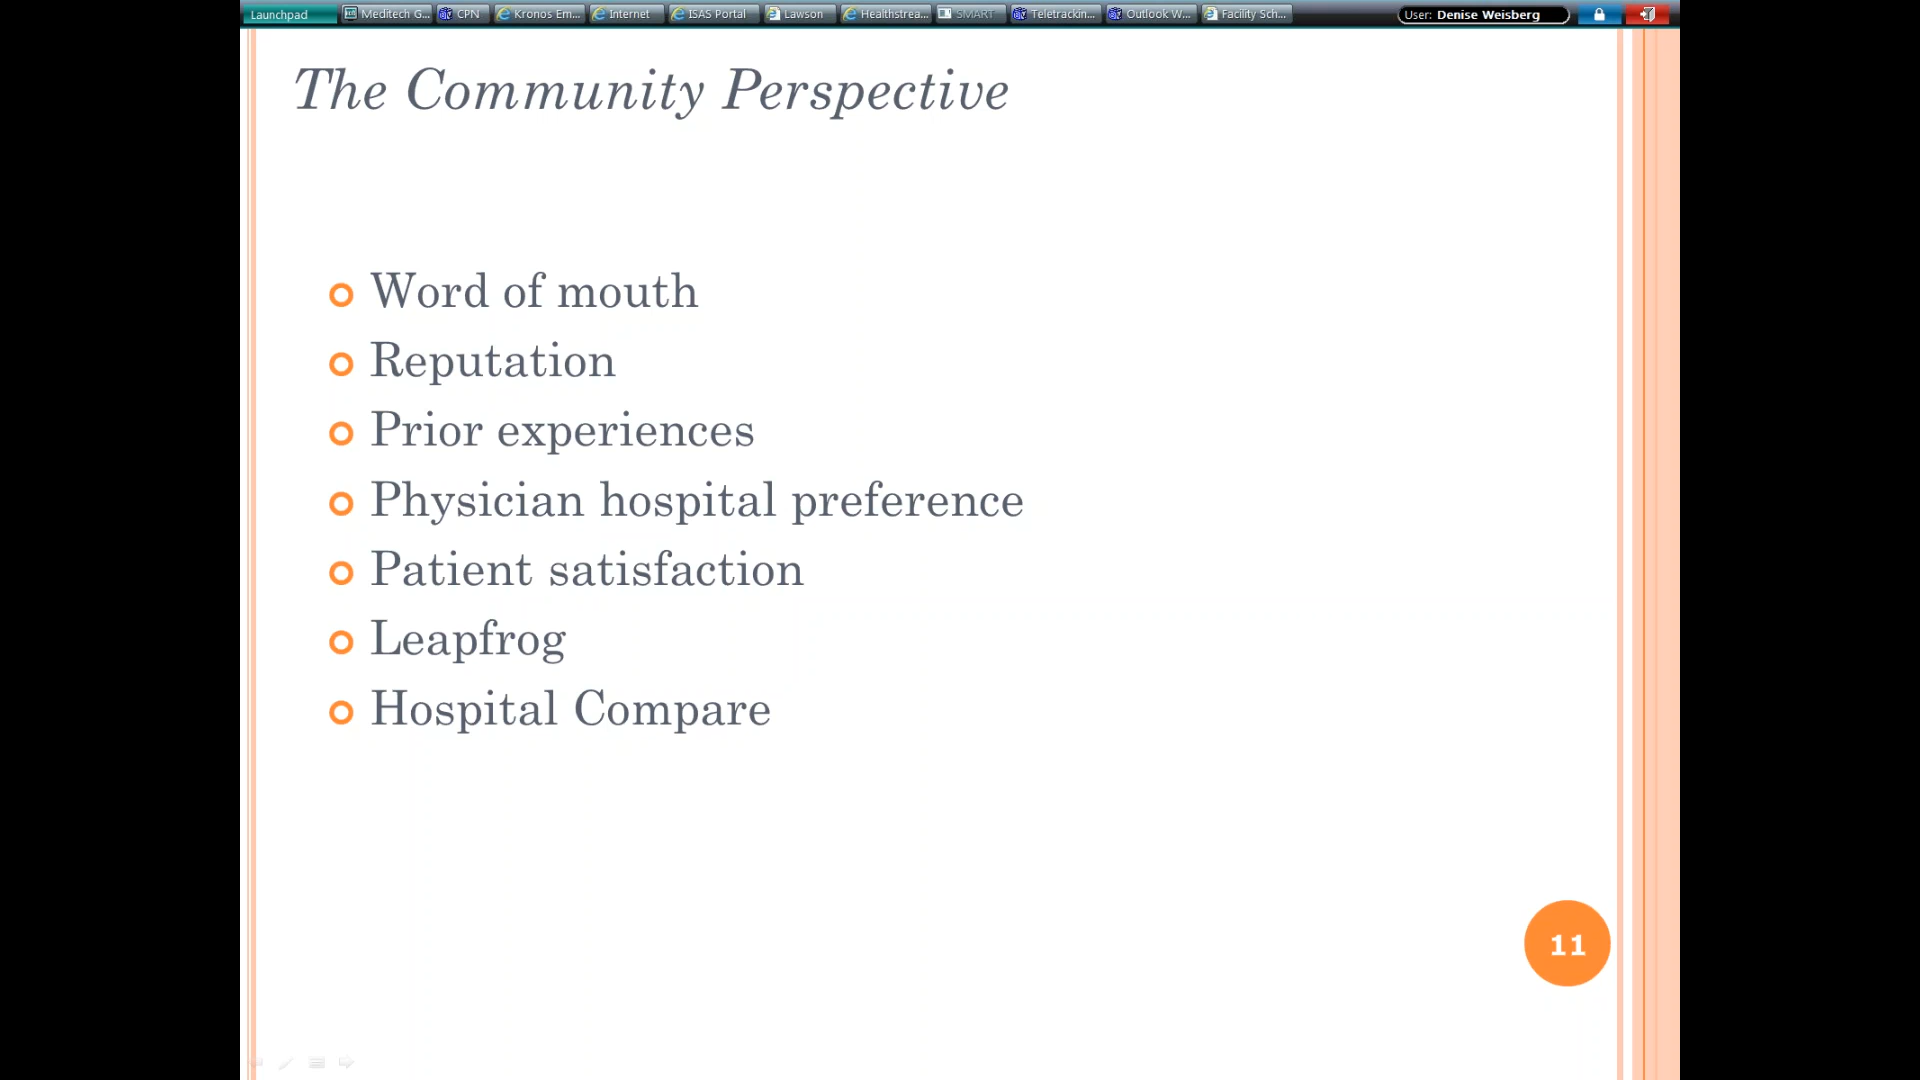 Launchpad Meditech G... CPN Kronos Em... Internet ISAS Portal Lawson Healthstrea... SMART Teletrackin... Outlook W... Facility Sch... User: Denise Weisberg
The Community Perspective
Word of mouth
Reputation
Prior experiences
Physician hospital preference
Patient satisfaction
Leapfrog
Hospital Compare
11